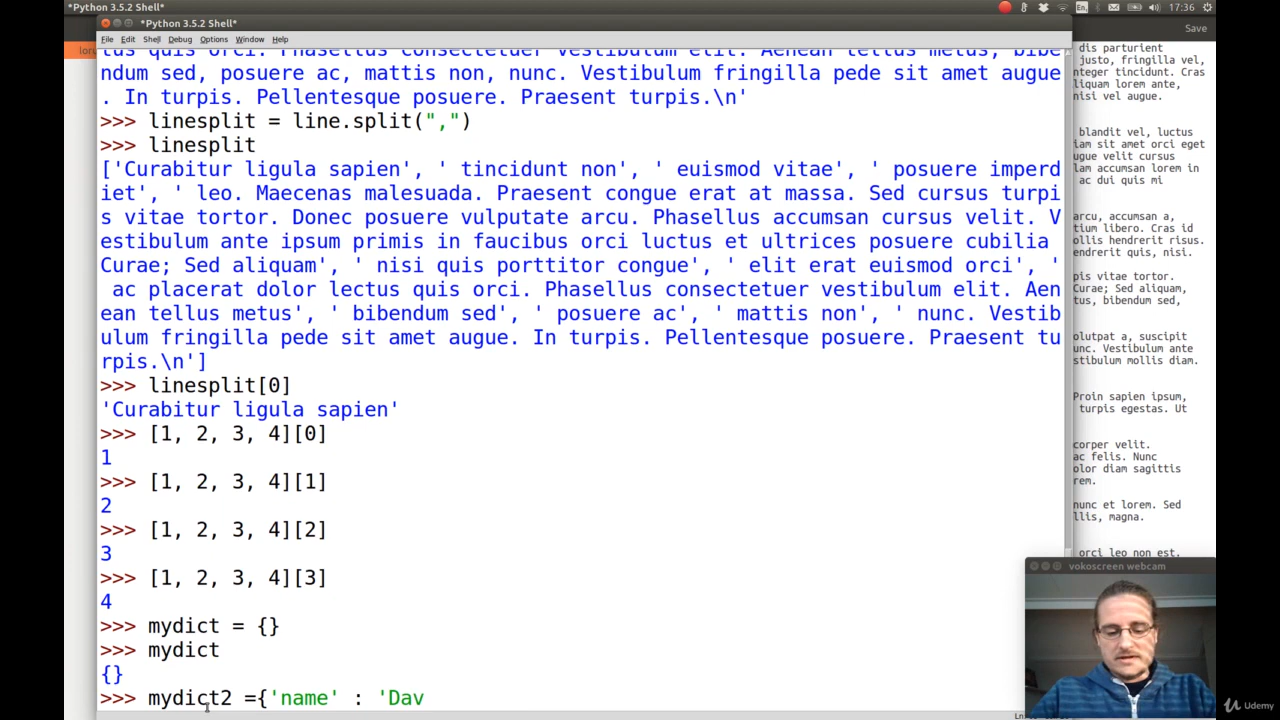 *Python 3.5.2 Shell*
En
17:36
*Python 3.5.2 Shell*
File Edit Shell Debug Options Window Help
Save
ndum sed, posuere ac, mattis non, nunc. Vestibulum fringilla pede sit amet augue
. In turpis. Pellentesque posuere. Praesent turpis.\n'
>>> linesplit = line.split(",")
>>> linesplit
['Curabitur ligula sapien', ' tincidunt non', ' euismod vitae', ' posuere imperd
iet', ' leo. Maecenas malesuada. Praesent congue erat at massa. Sed cursus turpi
s vitae tortor. Donec posuere vulputate arcu. Phasellus accumsan cursus velit. V
estibulum ante ipsum primis in faucibus orci luctus et ultrices posuere cubilia
Curae; Sed aliquam', ' nisi quis porttitor congue', ' elit erat euismod orci', '
 ac placerat dolor lectus quis orci. Phasellus consectetuer vestibulum elit. Aen
ean tellus metus', ' bibendum sed', ' posuere ac', ' mattis non', ' nunc. Vestib
ulum fringilla pede sit amet augue. In turpis. Pellentesque posuere. Praesent tu
rpis.\n']
>>> linesplit[0]
'Curabitur ligula sapien'
>>> [1, 2, 3, 4][0]
1
>>> [1, 2, 3, 4][1]
2
>>> [1, 2, 3, 4][2]
3
>>> [1, 2, 3, 4][3]
4
>>> mydict = {}
>>> mydict
{}
>>> mydict2 ={'name' : 'Dav
dis parturient
justo, fringilla vel,
nteger tincidunt. Cras
aliquam lorem ante,
nisi vel augue.
blandit vel, luctus
iam sit amet orci eget
ugue velit cursus
lam accumsan lorem in
ac dui quis mi
arcu, accumsan a,
tium libero. Cras id
ollis hendrerit risus.
endrerit quis, nisi.
pis vitae tortor.
Curae; Sed aliquam,
tus, bibendum sed,
olutpat a, suscipit
unc. Vestibulum ante
stibulum mollis diam.
Proin sapien ipsum,
turpis egestas. Ut
corper velit.
ac felis. Nunc
olor diam sagittis
rem.
nunc et lorem. Sed
llis, magna.
orci leo non est.
vokoscreen webcam
Udemy